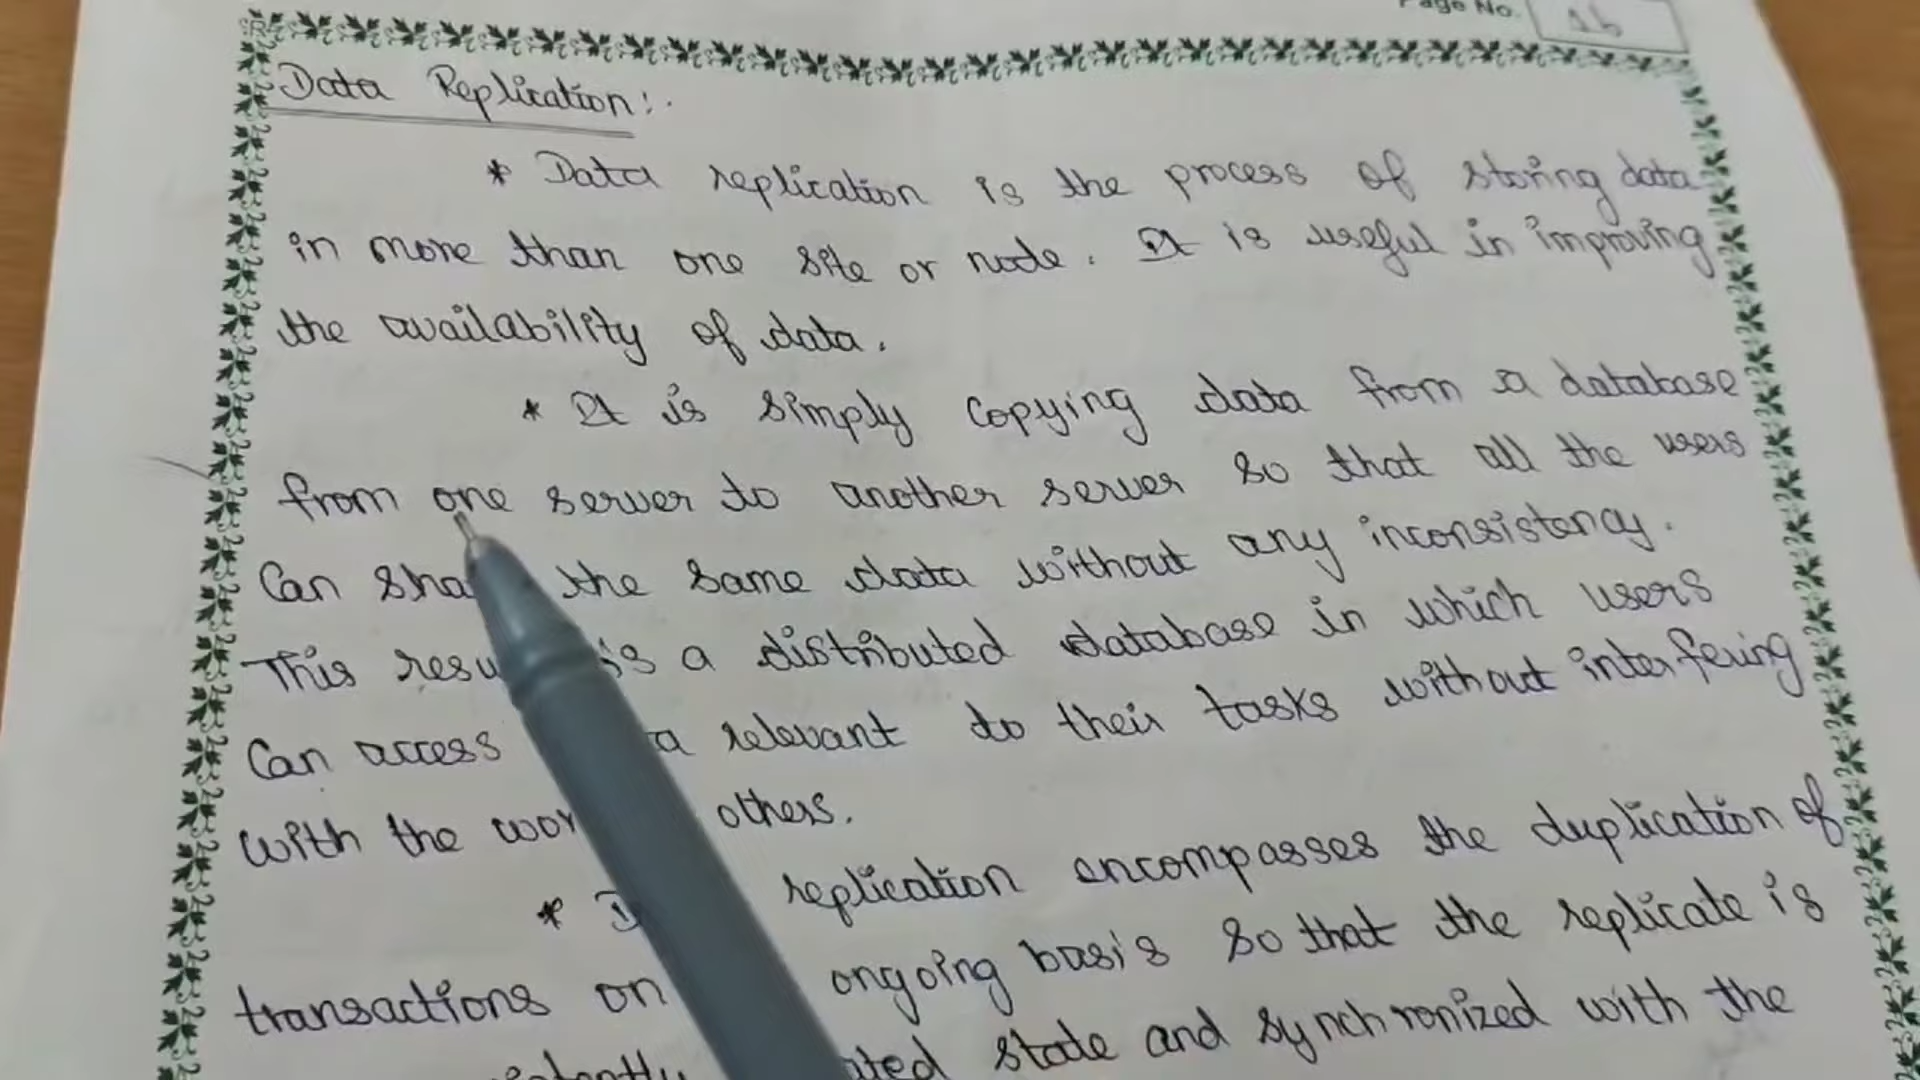 Page No. 16
Data Replication:.
* Data replication is the process of storing data
in more than one site or node. It is useful in improving
the availability of data.
* It is simply copying data from a database
from one server to another server so that all the users
Can the same data without any inconsistency.
This is a distributed database in which users
Can access relevant to their tasks without interfering
with the others.
* replication encompasses the duplication of
transactions on ongoing basis so that the replicate is
state and synchronized with the